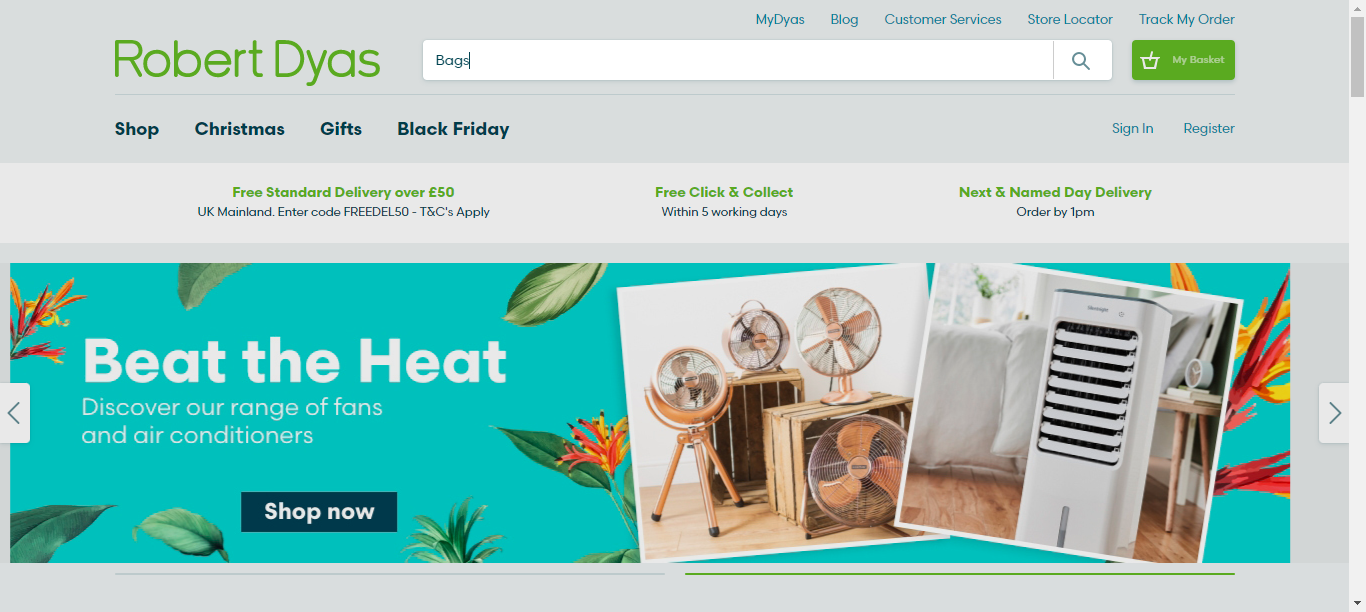 MyDyas Blog Customer Services Store Locator Track My Order
Robert Dyas
Bags
My Basket
Shop Christmas Gifts Black Friday
Sign In Register
Free Standard Delivery over £50
UK Mainland. Enter code FREEDEL50 - T&C's Apply
Free Click & Collect
Within 5 working days
Next & Named Day Delivery
Order by 1pm
Beat the Heat
Discover our range of fans
and air conditioners
Shop now